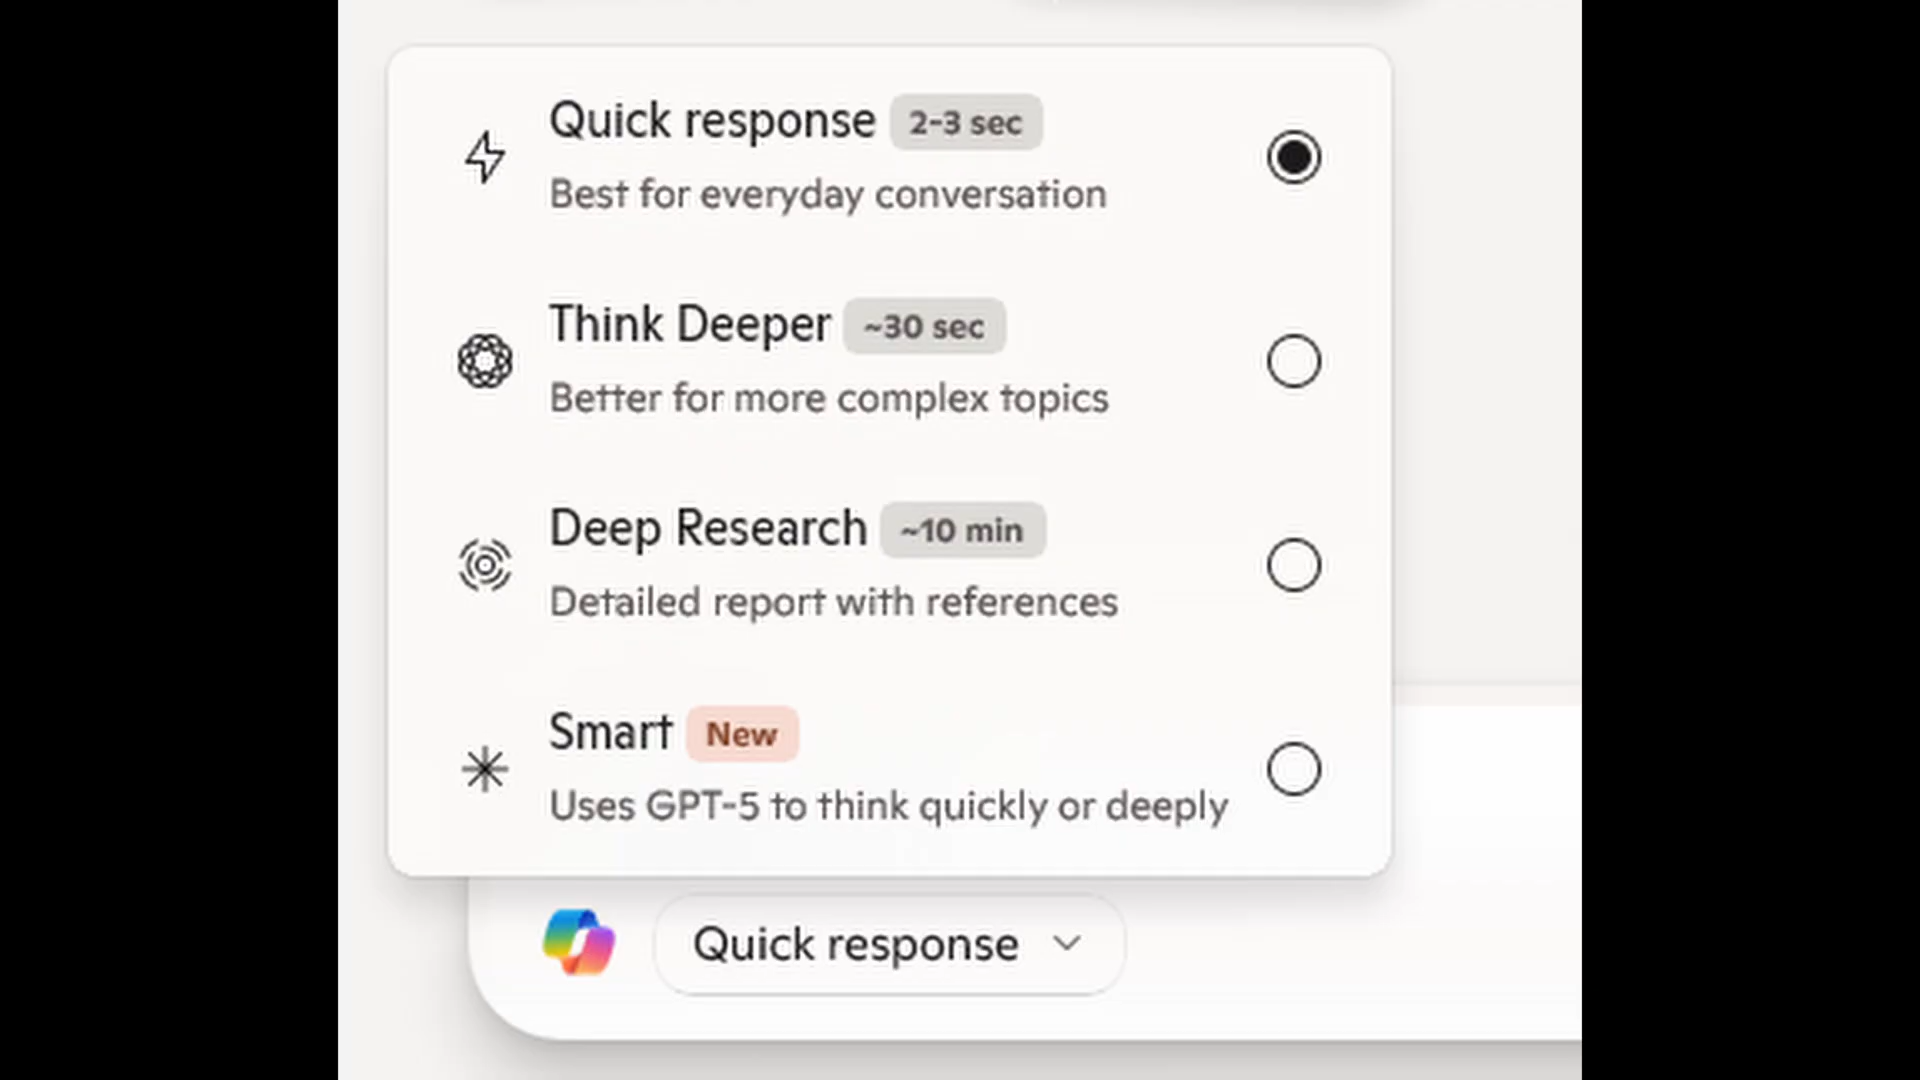 Quick response 2-3 sec
Best for everyday conversation
Think Deeper ~30 sec
Better for more complex topics
Deep Research ~10 min
Detailed report with references
Smart New
Uses GPT-5 to think quickly or deeply
Quick response